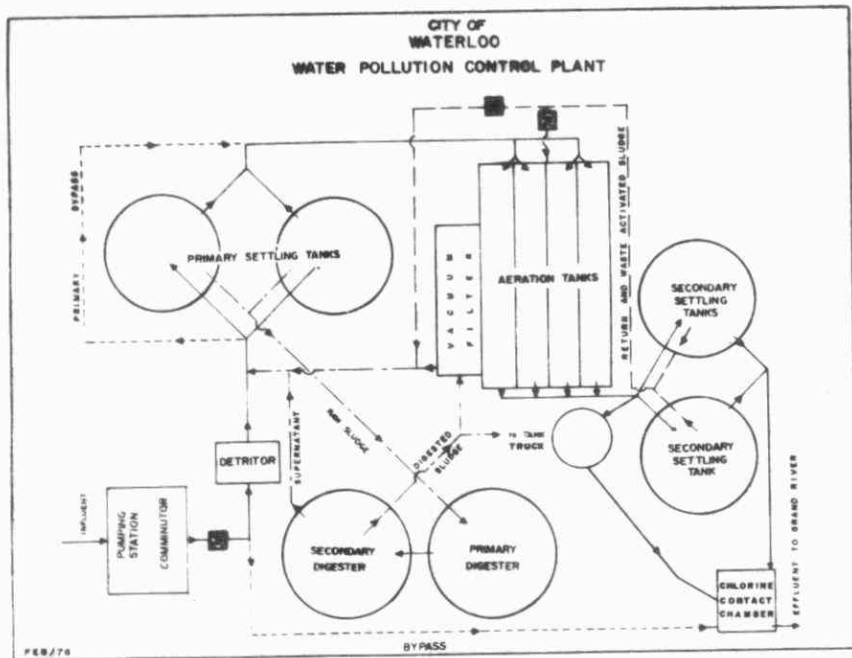 CITY OF
WATERLOO
WATER POLLUTION CONTROL PLANT
PRIMARY
BYPASS
PRIMARY SETTLING TANKS
VACUUM
FILTER
AERATION TANKS
RETURN AND WASTE ACTIVATED SLUDGE
SECONDARY
SETTLING
TANKS
SECONDARY
SETTLING
TANK
RAW SLUDGE
DIGESTED
SLUDGE
TO TANK
TRUCK
SUPERNATANT
DETRITOR
INFLUENT
PUMPING
STATION
COMMINUTOR
SECONDARY
DIGESTER
PRIMARY
DIGESTER
CHLORINE
CONTACT
CHAMBER
EFFLUENT TO GRAND RIVER
BYPASS
FEB/76